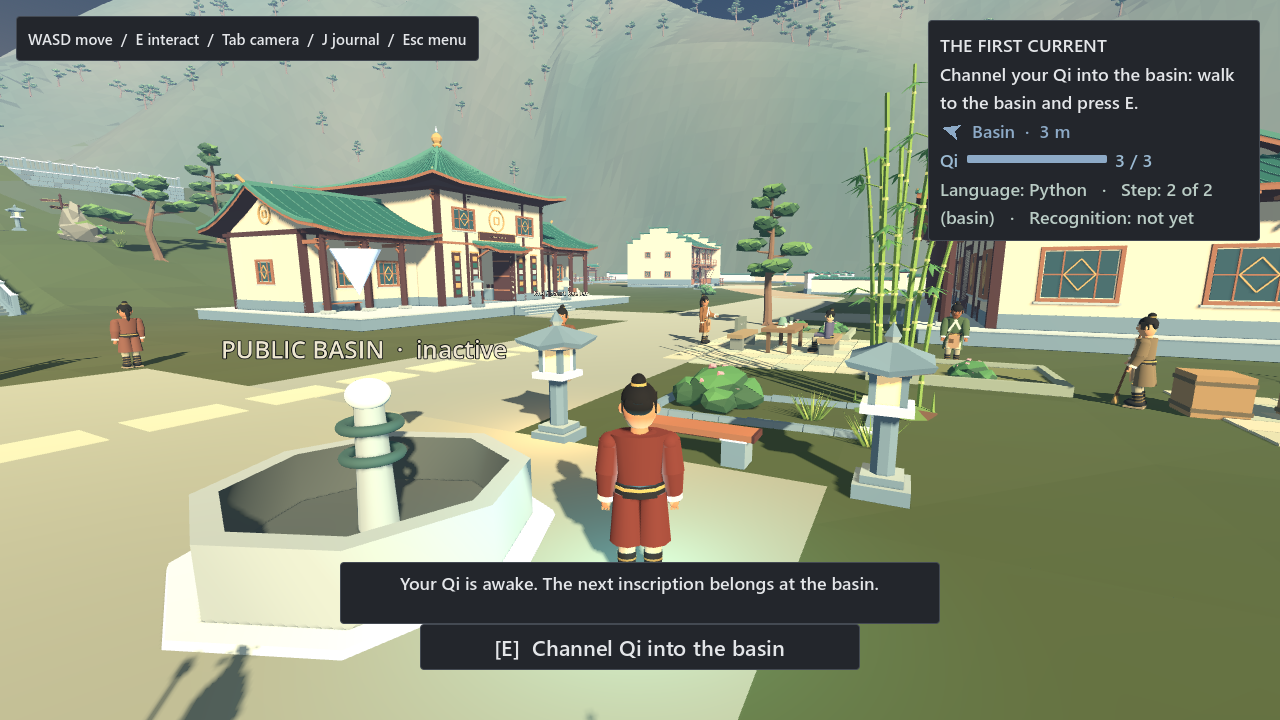 WASD move / E interact / Tab camera / J journal / Esc menu
THE FIRST CURRENT
Channel your Qi into the basin: walk
to the basin and press E.
Basin · 3 m
Qi 3 / 3
Language: Python · Step: 2 of 2
(basin) · Recognition: not yet
PUBLIC BASIN · inactive
Your Qi is awake. The next inscription belongs at the basin.
[E] Channel Qi into the basin